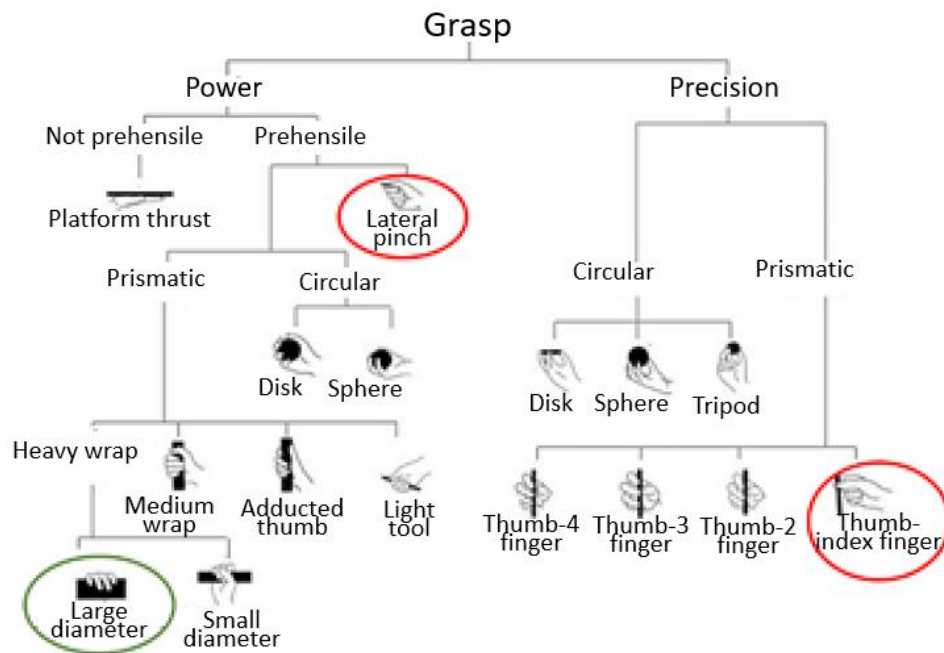 Grasp
Power
Precision
Not prehensile
Prehensile
Platform thrust
Lateral
pinch
Prismatic
Circular
Circular
Prismatic
Disk
Sphere
Disk
Sphere
Tripod
Heavy wrap
Medium
wrap
Adducted
thumb
Light
tool
Thumb-4
finger
Thumb-3
finger
Thumb-2
finger
Thumb-
index finger
Large
diameter
Small
diameter